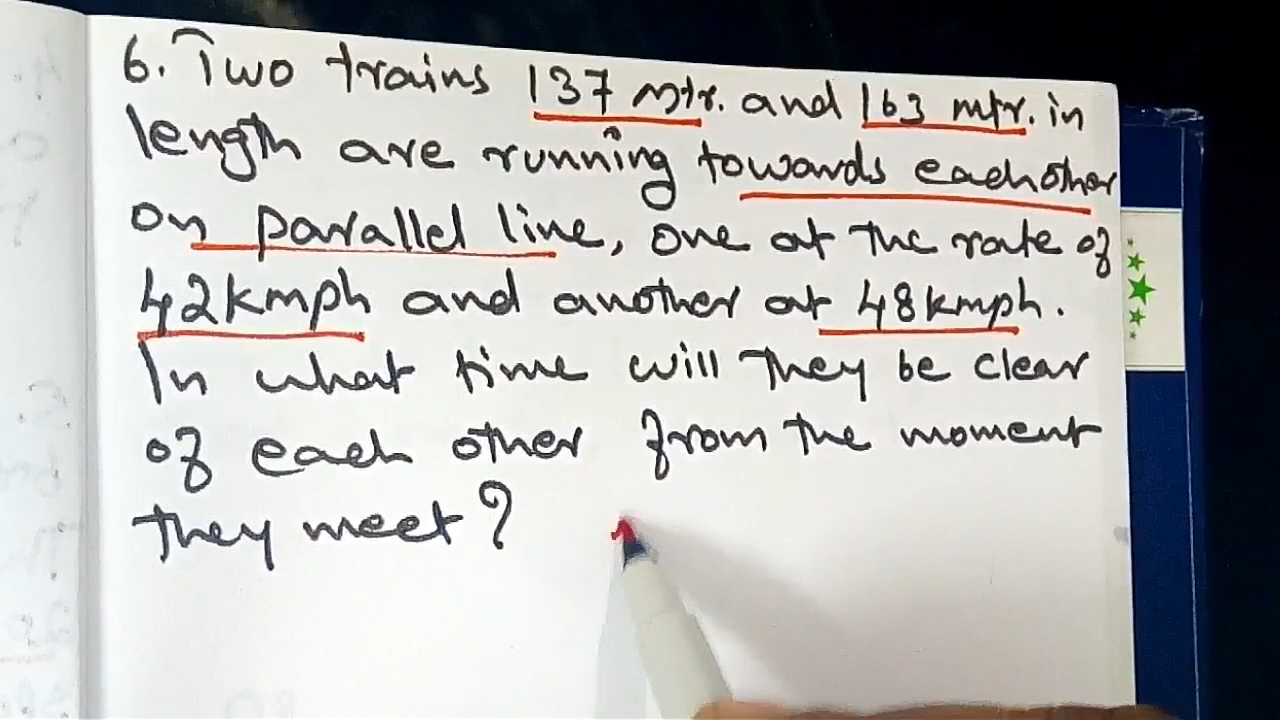 6. Two trains 137 mtr. and 163 mtr. in
length are running towards eachother
on parallel line, one at the rate of
42kmph and another at 48kmph.
In what time will they be clear
of each other from the moment
they meet?